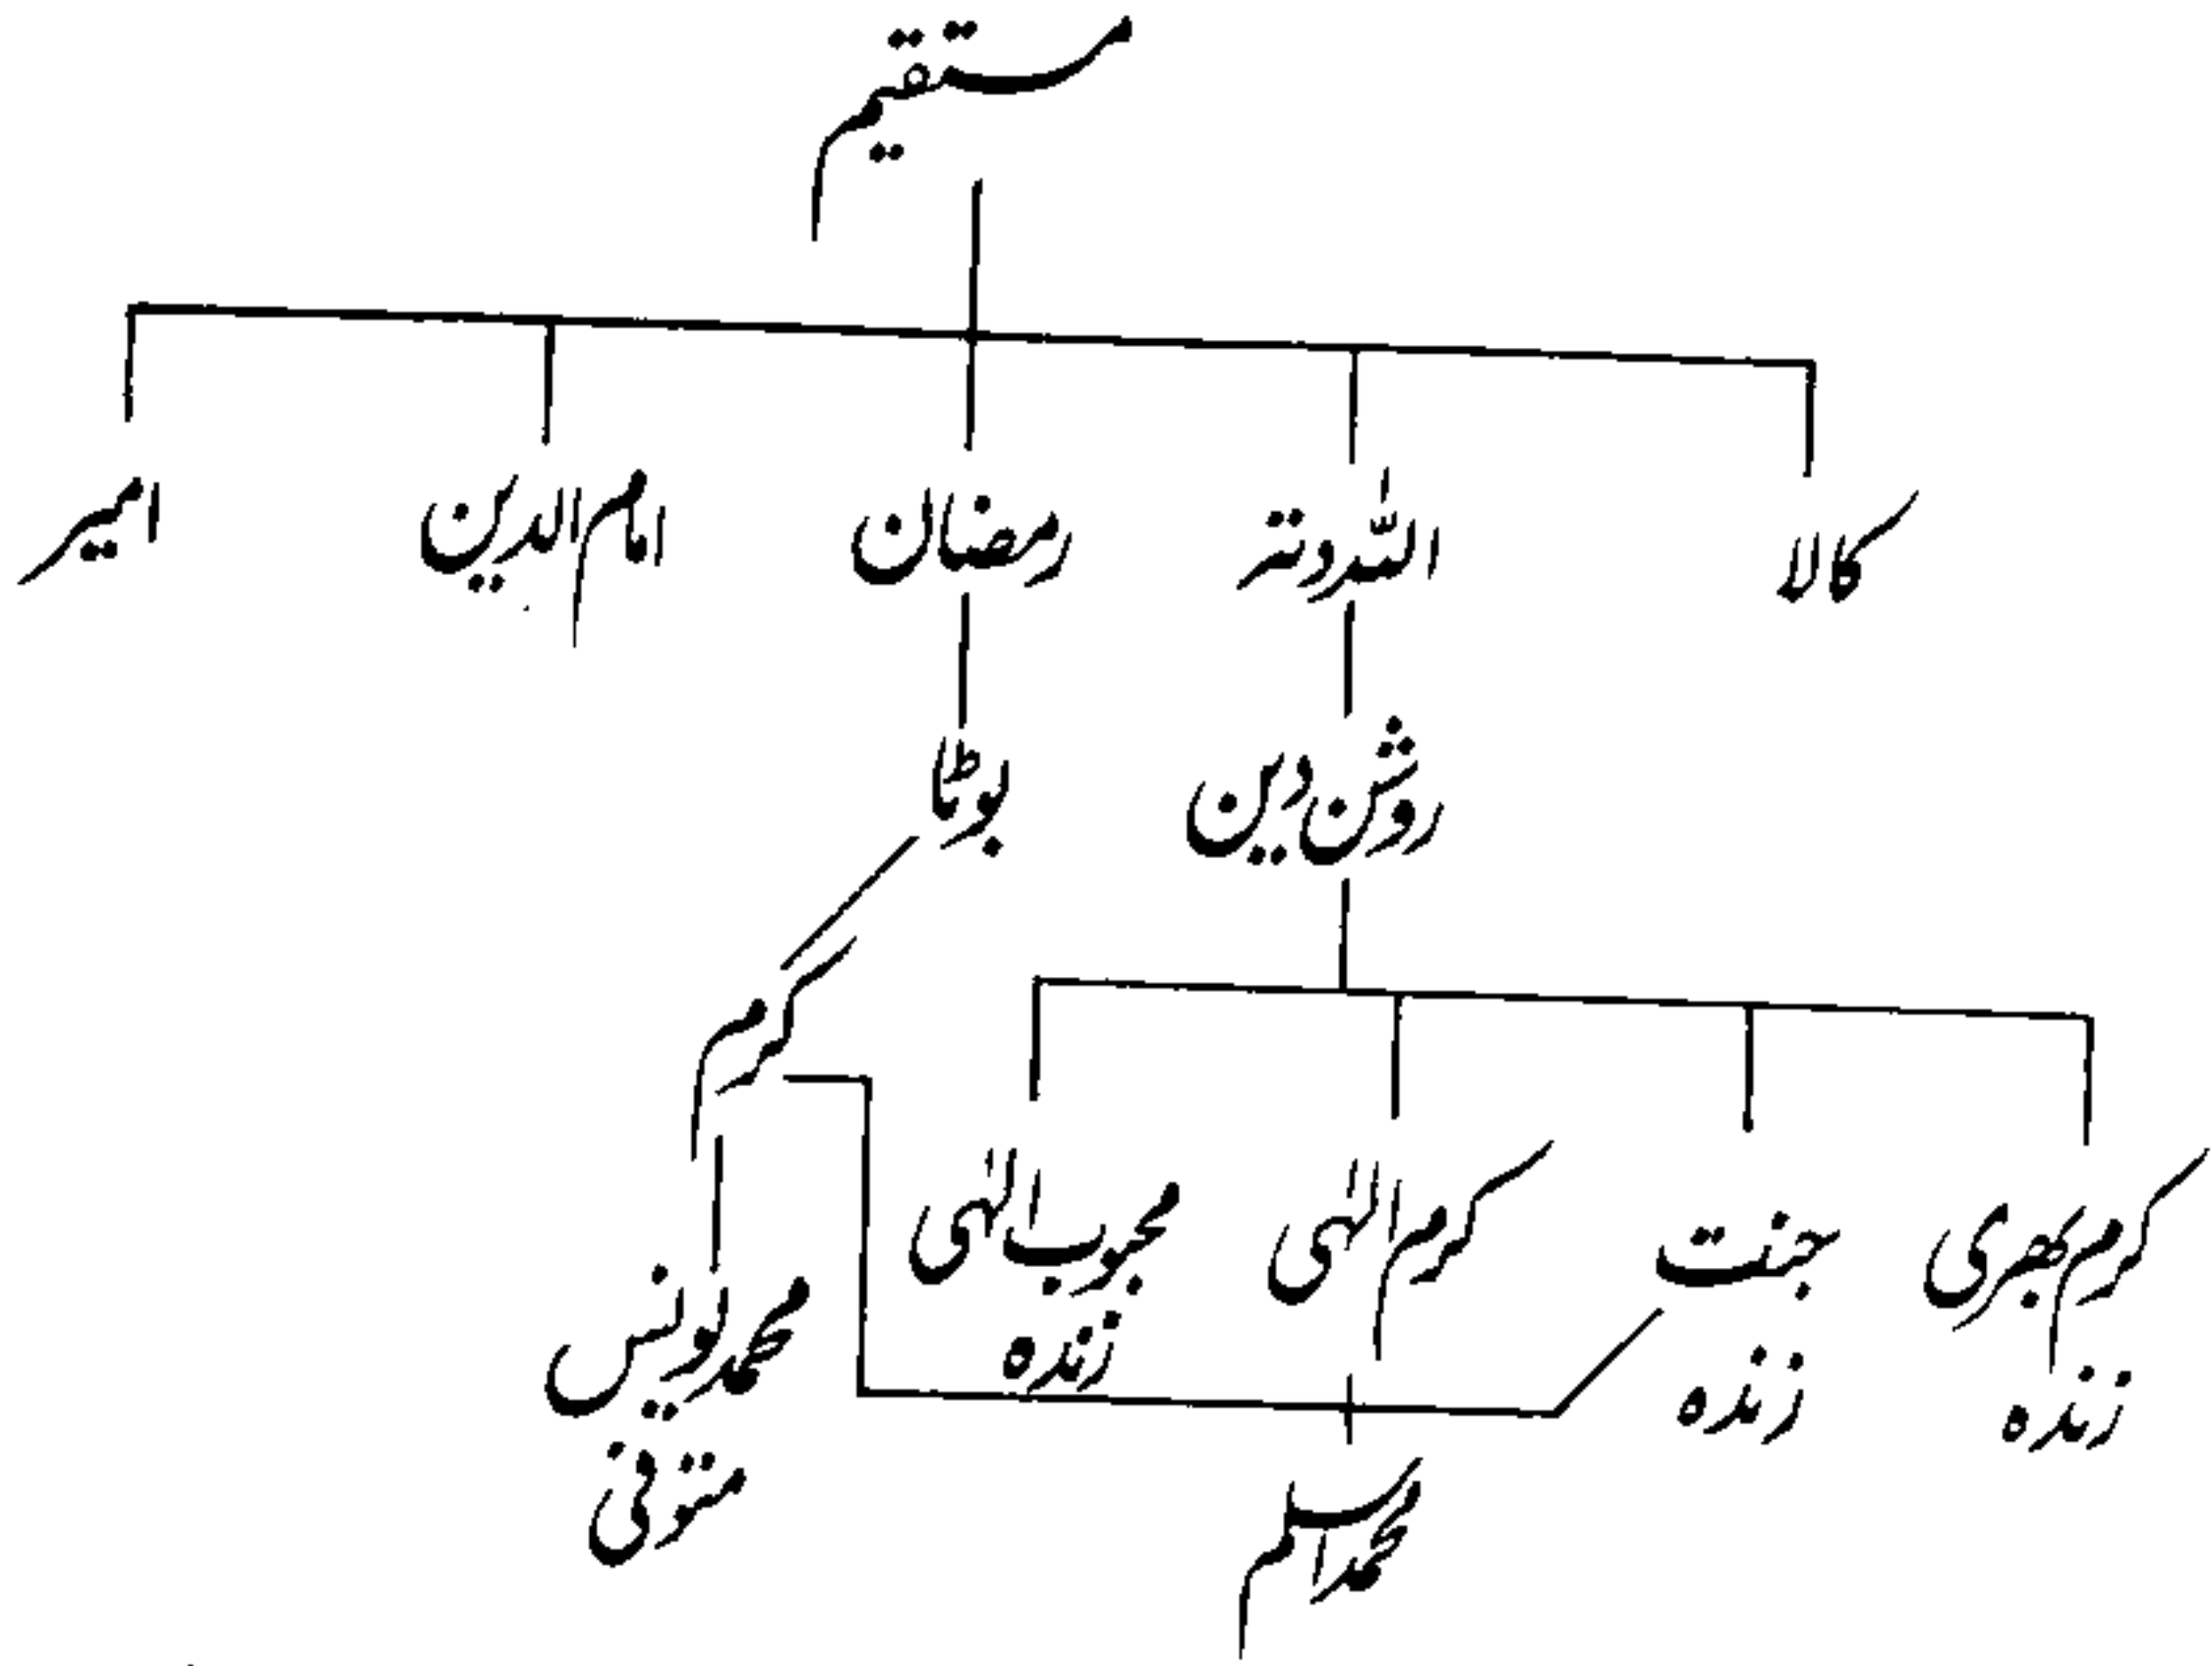 مستقیم
کالا اللہ دتہ رمضان امام الدین امیر
روشن دین بوٹا
کرم
کرم بھری جنت کرم الٰہی محبوب الٰہی
زندہ زندہ زندہ
محمد یونس
متوفی
محمد اسلم